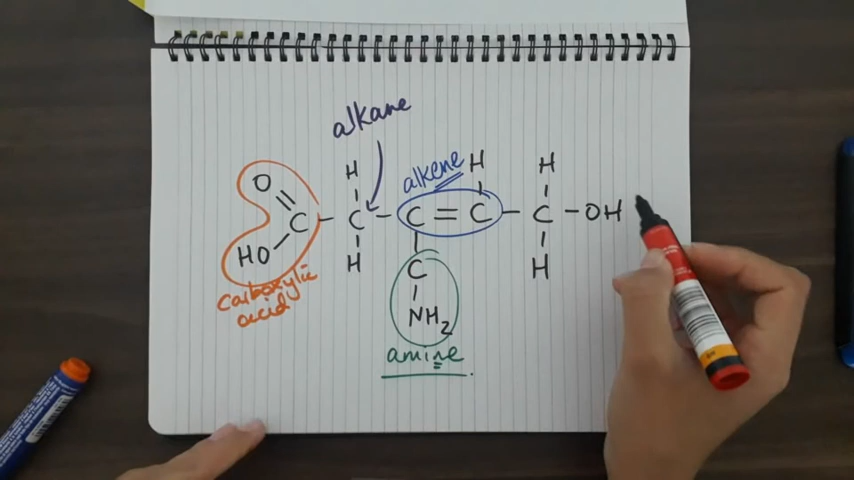 alkane
alkene
H
H
H
O
C - C - C = C - C - OH
HO
H
C
H
NH2
carboxylic
acid
amine